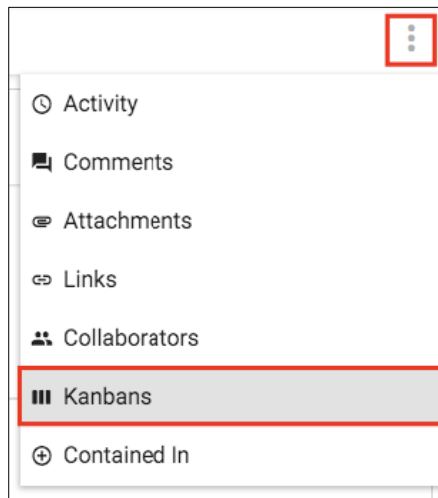 Activity
Comments
Attachments
Links
Collaborators
Kanbans
Contained In